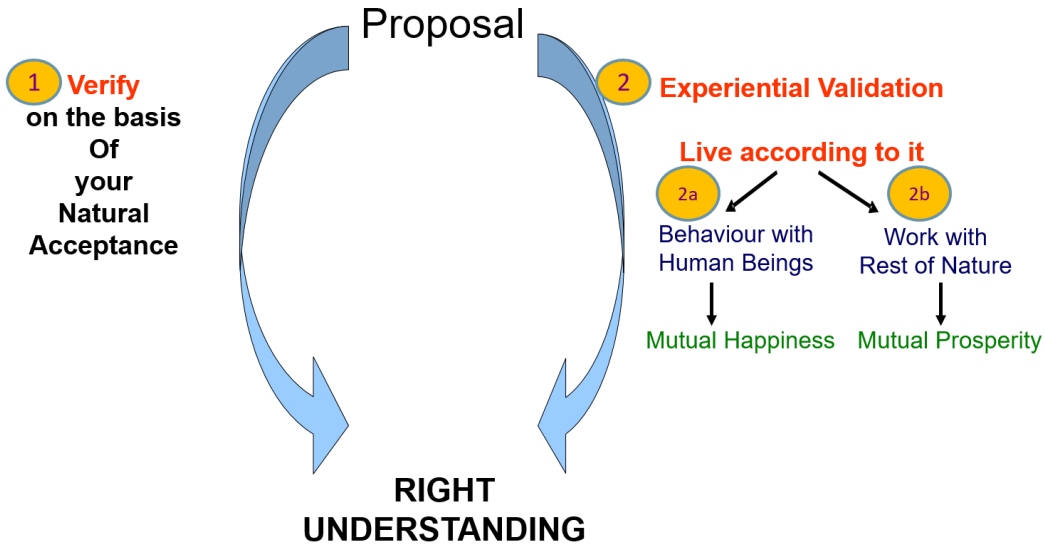 Proposal
1 Verify
on the basis
Of
your
Natural
Acceptance
2 Experiential Validation
Live according to it
2a
Behaviour with
Human Beings
Mutual Happiness
2b
Work with
Rest of Nature
Mutual Prosperity
RIGHT
UNDERSTANDING